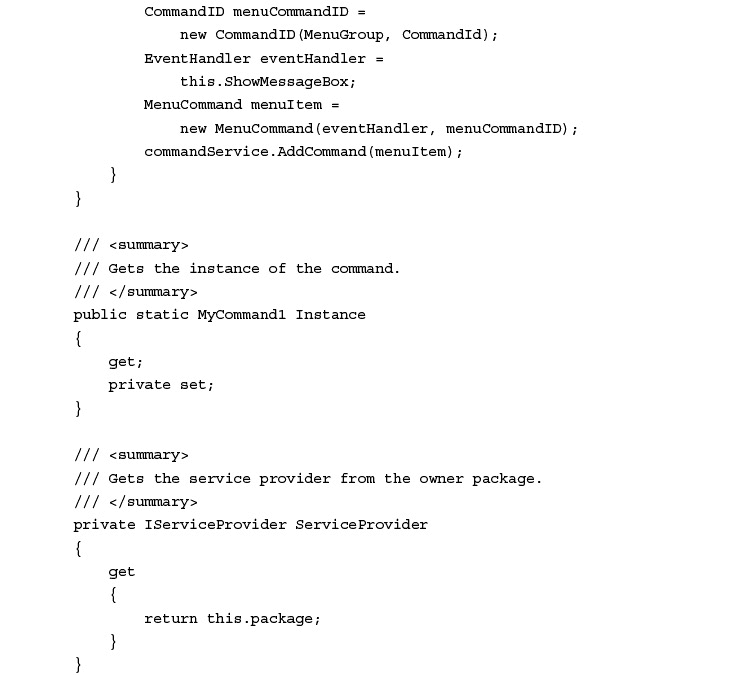 CommandID menuCommandID =
new CommandID(MenuGroup, CommandId);
EventHandler eventHandler =
this.ShowMessageBox;
MenuCommand menuItem =
new MenuCommand(eventHandler, menuCommandID);
commandService.AddCommand(menuItem);
}
}
/// <summary>
/// Gets the instance of the command.
/// </summary>
public static MyCommand1 Instance
{
get;
private set;
}
/// <summary>
/// Gets the service provider from the owner package.
/// </summary>
private IServiceProvider ServiceProvider
{
get
{
return this.package;
}
}